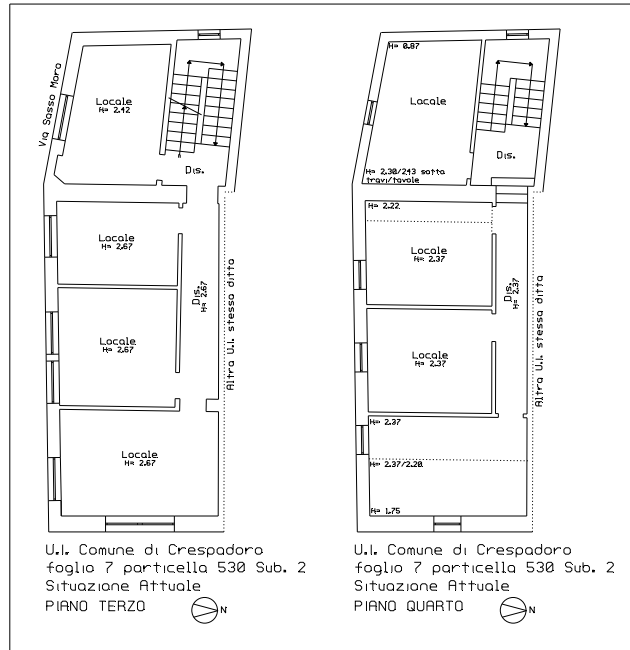 Via Sasso Moro
Locale
H= 2.42
Dis.
Locale
H= 2.67
Dis.
H= 2.67
Locale
H= 2.67
Altra U.I. stessa ditta
Locale
H= 2.67
U.I. Comune di Crespadoro
foglio 7 particella 530 Sub. 2
Situazione Attuale
PIANO TERZO
N
H= 0.87
Locale
Dis.
H= 2.30/243 sotto
travi/tavole
H= 2.22
Locale
H= 2.37
Dis.
H= 2.37
Locale
H= 2.37
Altra U.I. stessa ditta
H= 2.37
H= 2.37/2.20
H= 1.75
U.I. Comune di Crespadoro
foglio 7 particella 530 Sub. 2
Situazione Attuale
PIANO QUARTO
N